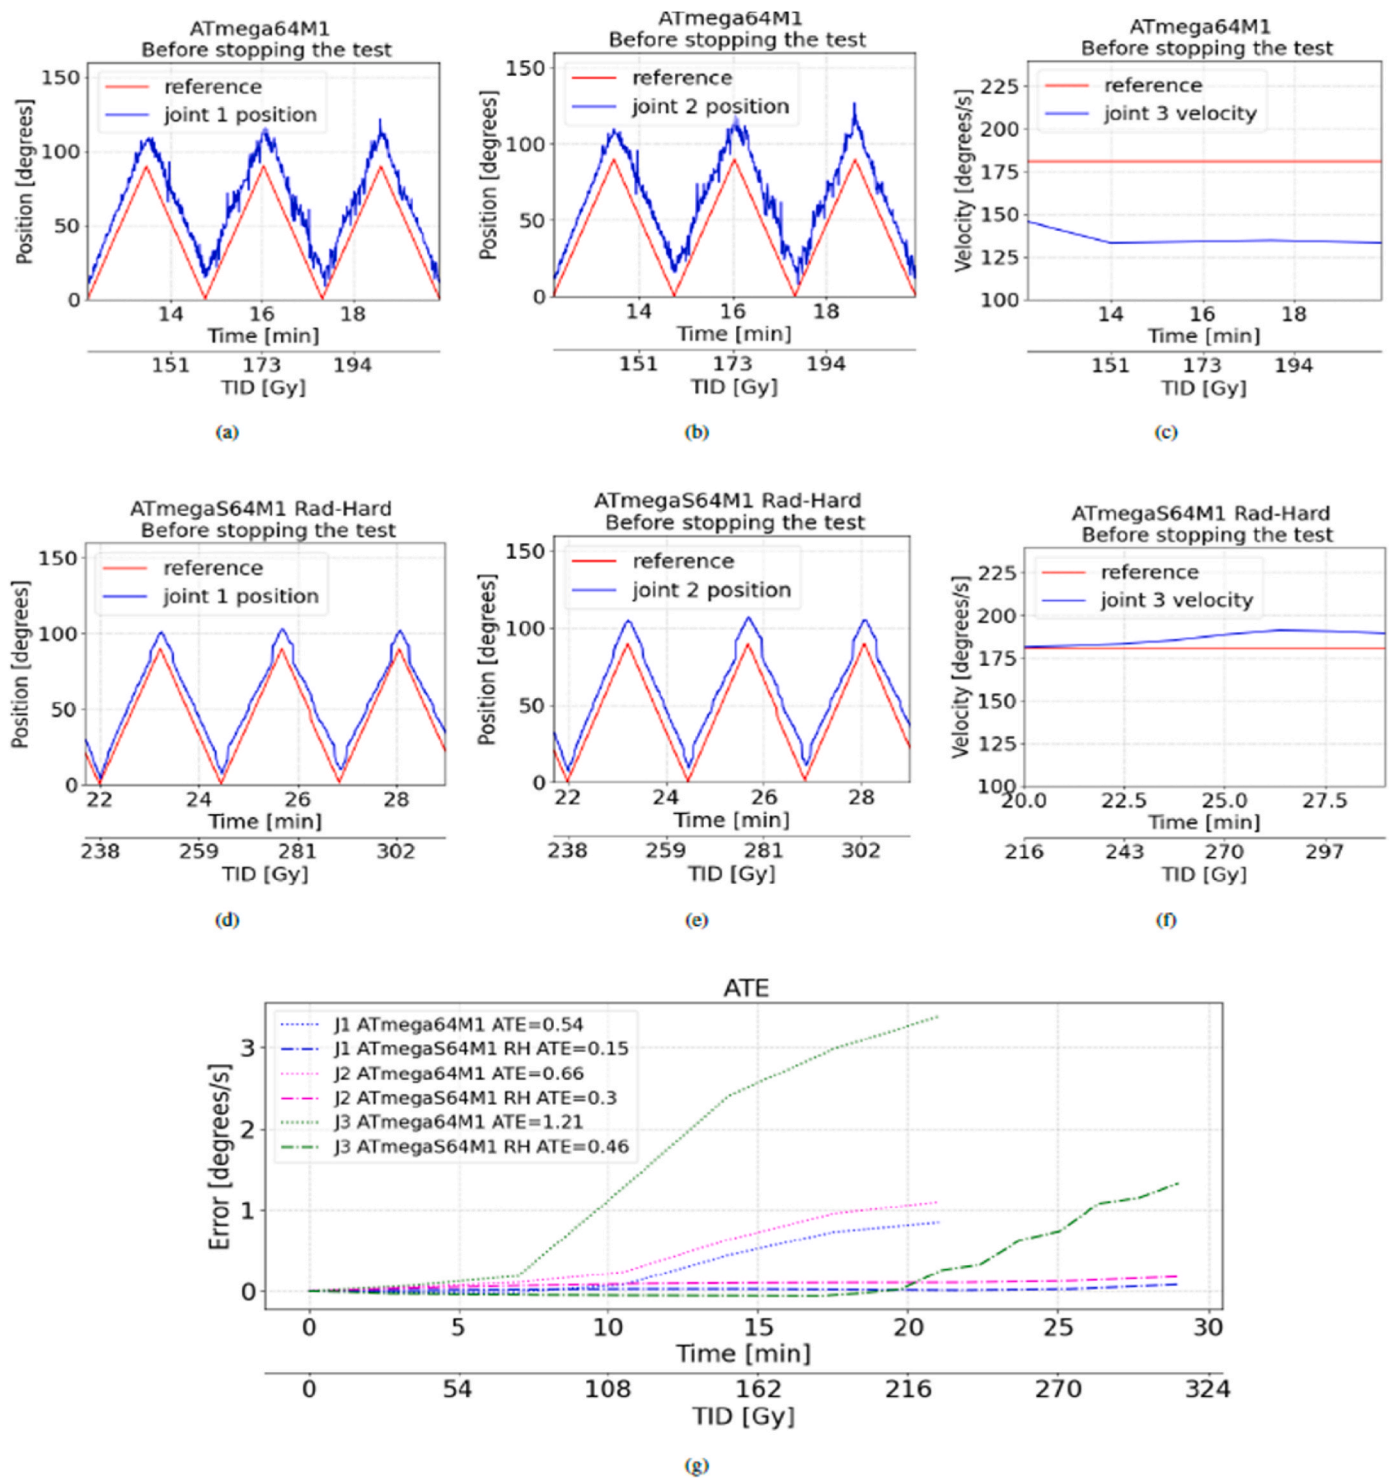 ATmega64M1
Before stopping the test
150
100
50
0
Position [degrees]
reference
joint 1 position
14 16 18
Time [min]
151 173 194
TID [Gy]
(a)
ATmega64M1
Before stopping the test
150
100
50
0
Position [degrees]
reference
joint 2 position
14 16 18
Time [min]
151 173 194
TID [Gy]
(b)
ATmega64M1
Before stopping the test
225
200
175
150
125
100
Velocity [degrees/s]
reference
joint 3 velocity
14 16 18
Time [min]
151 173 194
TID [Gy]
(c)
ATmegaS64M1 Rad-Hard
Before stopping the test
150
100
50
0
Position [degrees]
reference
joint 1 position
22 24 26 28
Time [min]
238 259 281 302
TID [Gy]
(d)
ATmegaS64M1 Rad-Hard
Before stopping the test
150
100
50
0
Position [degrees]
reference
joint 2 position
22 24 26 28
Time [min]
238 259 281 302
TID [Gy]
(e)
ATmegaS64M1 Rad-Hard
Before stopping the test
225
200
175
150
125
100
Velocity [degrees/s]
reference
joint 3 velocity
20.0 22.5 25.0 27.5
Time [min]
216 243 270 297
TID [Gy]
(f)
ATE
3
2
1
0
Error [degrees/s]
J1 ATmega64M1 ATE=0.54
J1 ATmegaS64M1 RH ATE=0.15
J2 ATmega64M1 ATE=0.66
J2 ATmegaS64M1 RH ATE=0.3
J3 ATmega64M1 ATE=1.21
J3 ATmegaS64M1 RH ATE=0.46
0 5 10 15 20 25 30
Time [min]
0 54 108 162 216 270 324
TID [Gy]
(g)